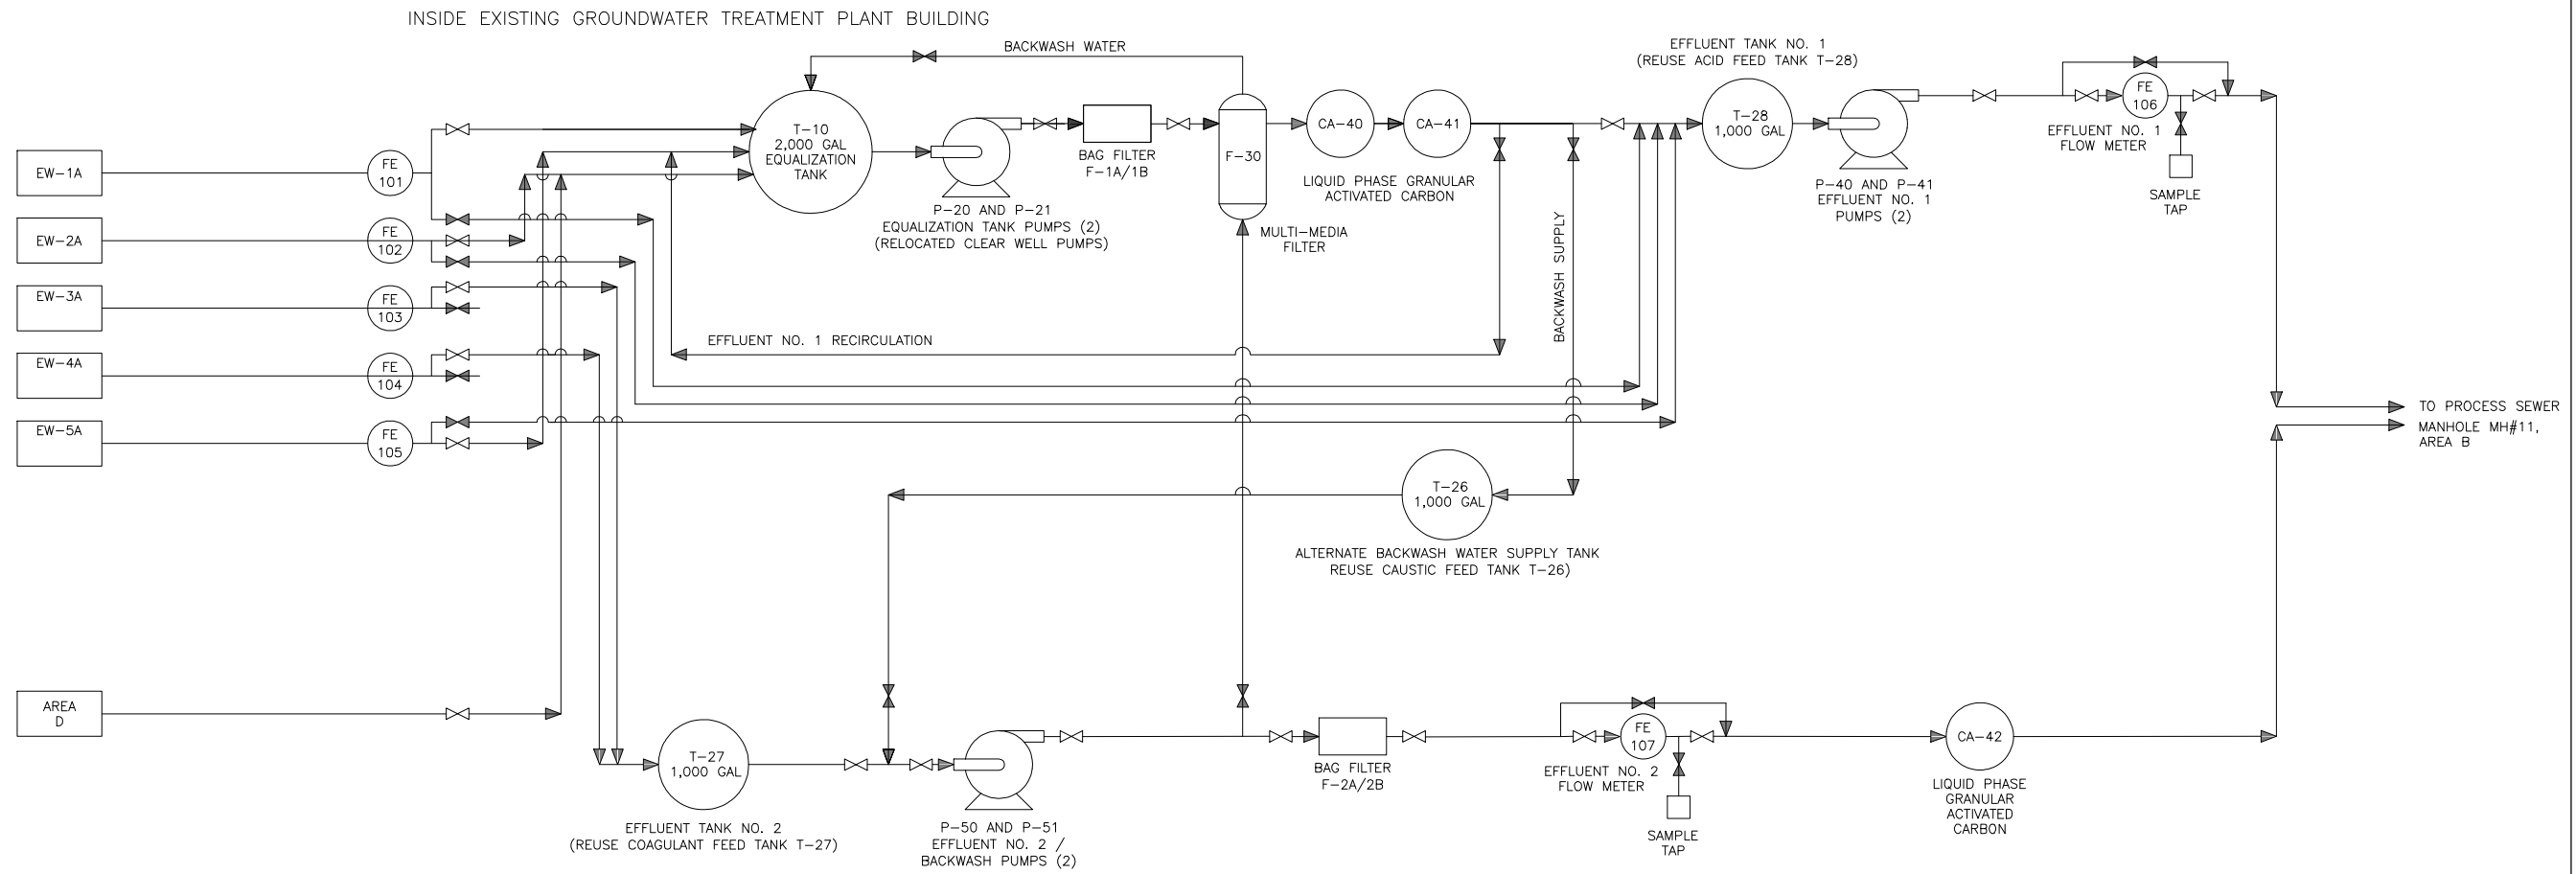 INSIDE EXISTING GROUNDWATER TREATMENT PLANT BUILDING
BACKWASH WATER
EFFLUENT TANK NO. 1
(REUSE ACID FEED TANK T-28)
FE
106
EFFLUENT NO. 1
FLOW METER
SAMPLE
TAP
T-10
2,000 GAL
EQUALIZATION
TANK
BAG FILTER
F-1A/1B
F-30
CA-40
CA-41
T-28
1,000 GAL
LIQUID PHASE GRANULAR
ACTIVATED CARBON
P-40 AND P-41
EFFLUENT NO. 1
PUMPS (2)
P-20 AND P-21
EQUALIZATION TANK PUMPS (2)
(RELOCATED CLEAR WELL PUMPS)
MULTI-MEDIA
FILTER
BACKWASH SUPPLY
EW-1A
FE
101
EW-2A
FE
102
EW-3A
FE
103
EW-4A
FE
104
EW-5A
FE
105
EFFLUENT NO. 1 RECIRCULATION
TO PROCESS SEWER
MANHOLE MH#11,
AREA B
T-26
1,000 GAL
ALTERNATE BACKWASH WATER SUPPLY TANK
REUSE CAUSTIC FEED TANK T-26)
AREA
D
T-27
1,000 GAL
EFFLUENT TANK NO. 2
(REUSE COAGULANT FEED TANK T-27)
P-50 AND P-51
EFFLUENT NO. 2 /
BACKWASH PUMPS (2)
BAG FILTER
F-2A/2B
FE
107
EFFLUENT NO. 2
FLOW METER
SAMPLE
TAP
CA-42
LIQUID PHASE
GRANULAR
ACTIVATED
CARBON